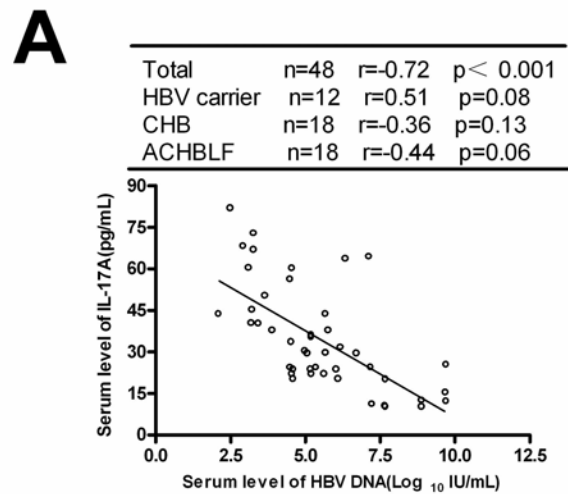 A
Total n=48 r=-0.72 p< 0.001
HBV carrier n=12 r=0.51 p=0.08
CHB n=18 r=-0.36 p=0.13
ACHBLF n=18 r=-0.44 p=0.06
Serum level of IL-17A(pg/mL)
90
75
60
45
30
15
0
0.0 2.5 5.0 7.5 10.0 12.5
Serum level of HBV DNA(Log 10 IU/mL)